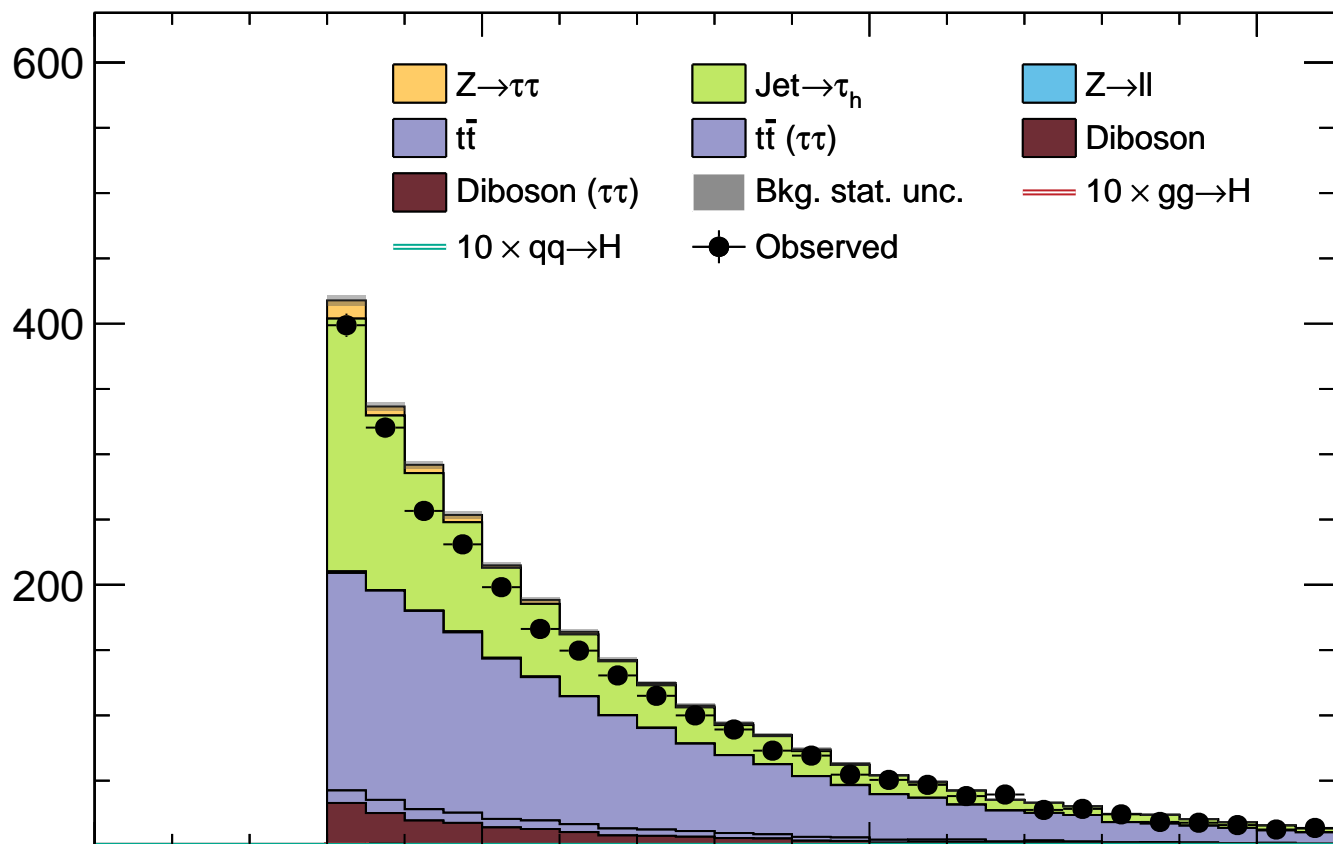 600
Z→ττ Jet→τh Z→ll
tt̄ tt̄ (ττ) Diboson
Diboson (ττ) Bkg. stat. unc. 10 × gg→H
10 × qq→H Observed
400
200